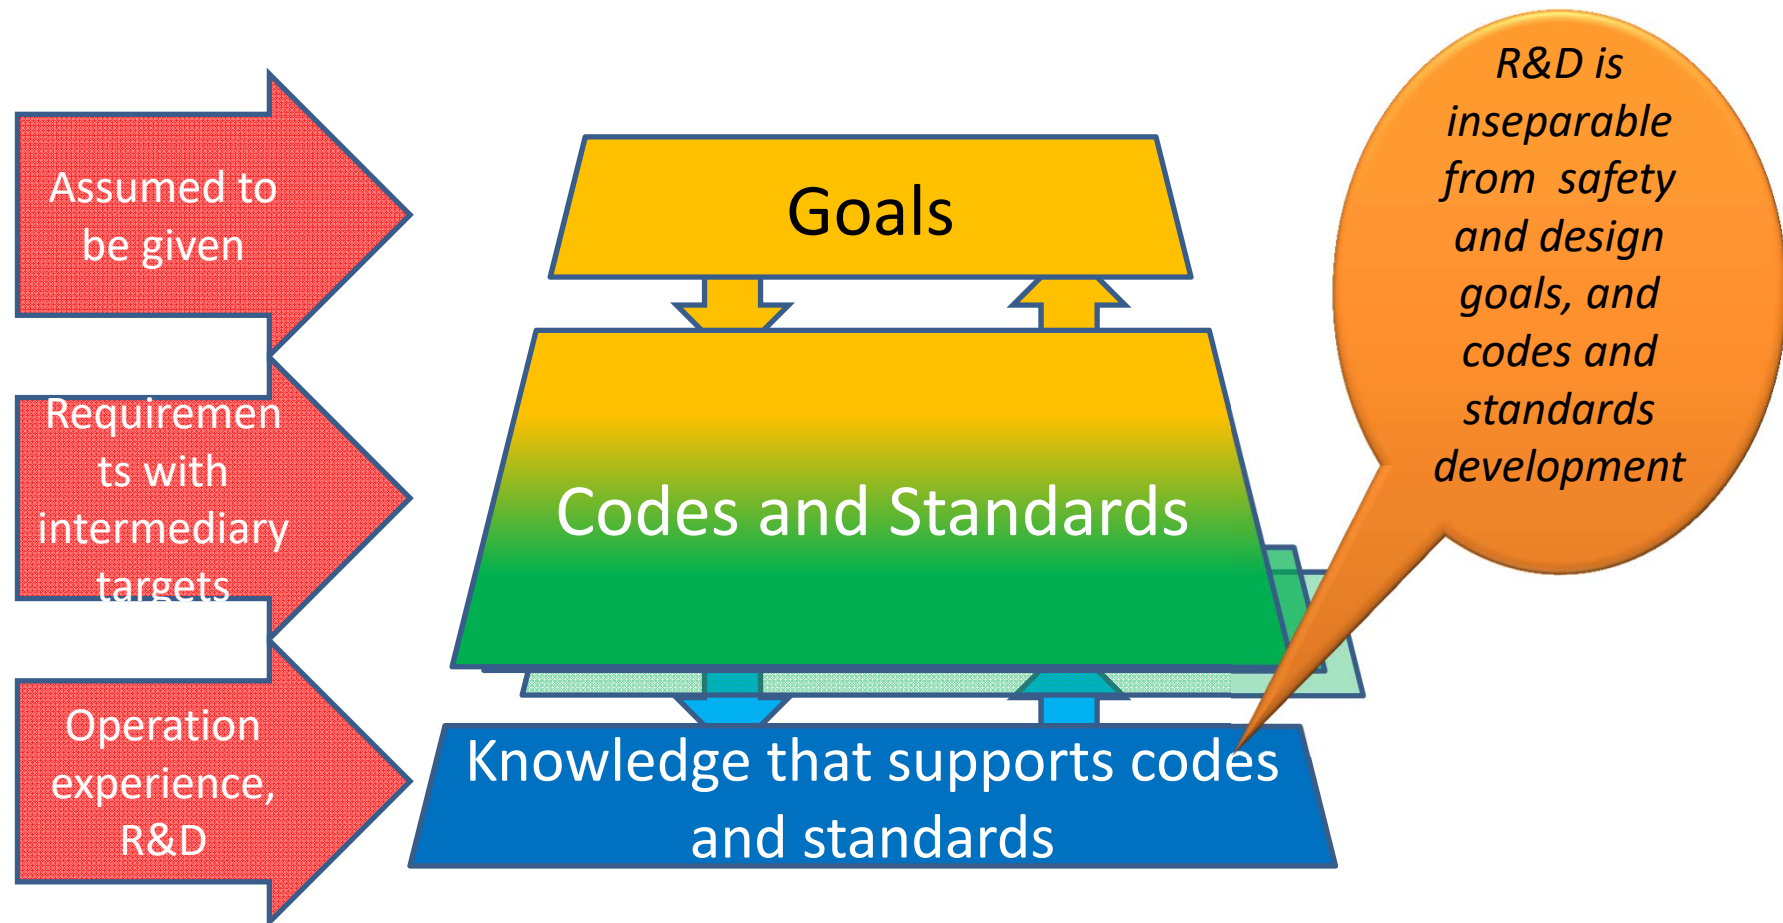 Assumed to
be given
Goals
Requiremen
ts with
intermediary
targets
Codes and Standards
Operation
experience,
R&D
Knowledge that supports codes
and standards
R&D is
inseparable
from  safety
and design
goals, and
codes and
standards
development